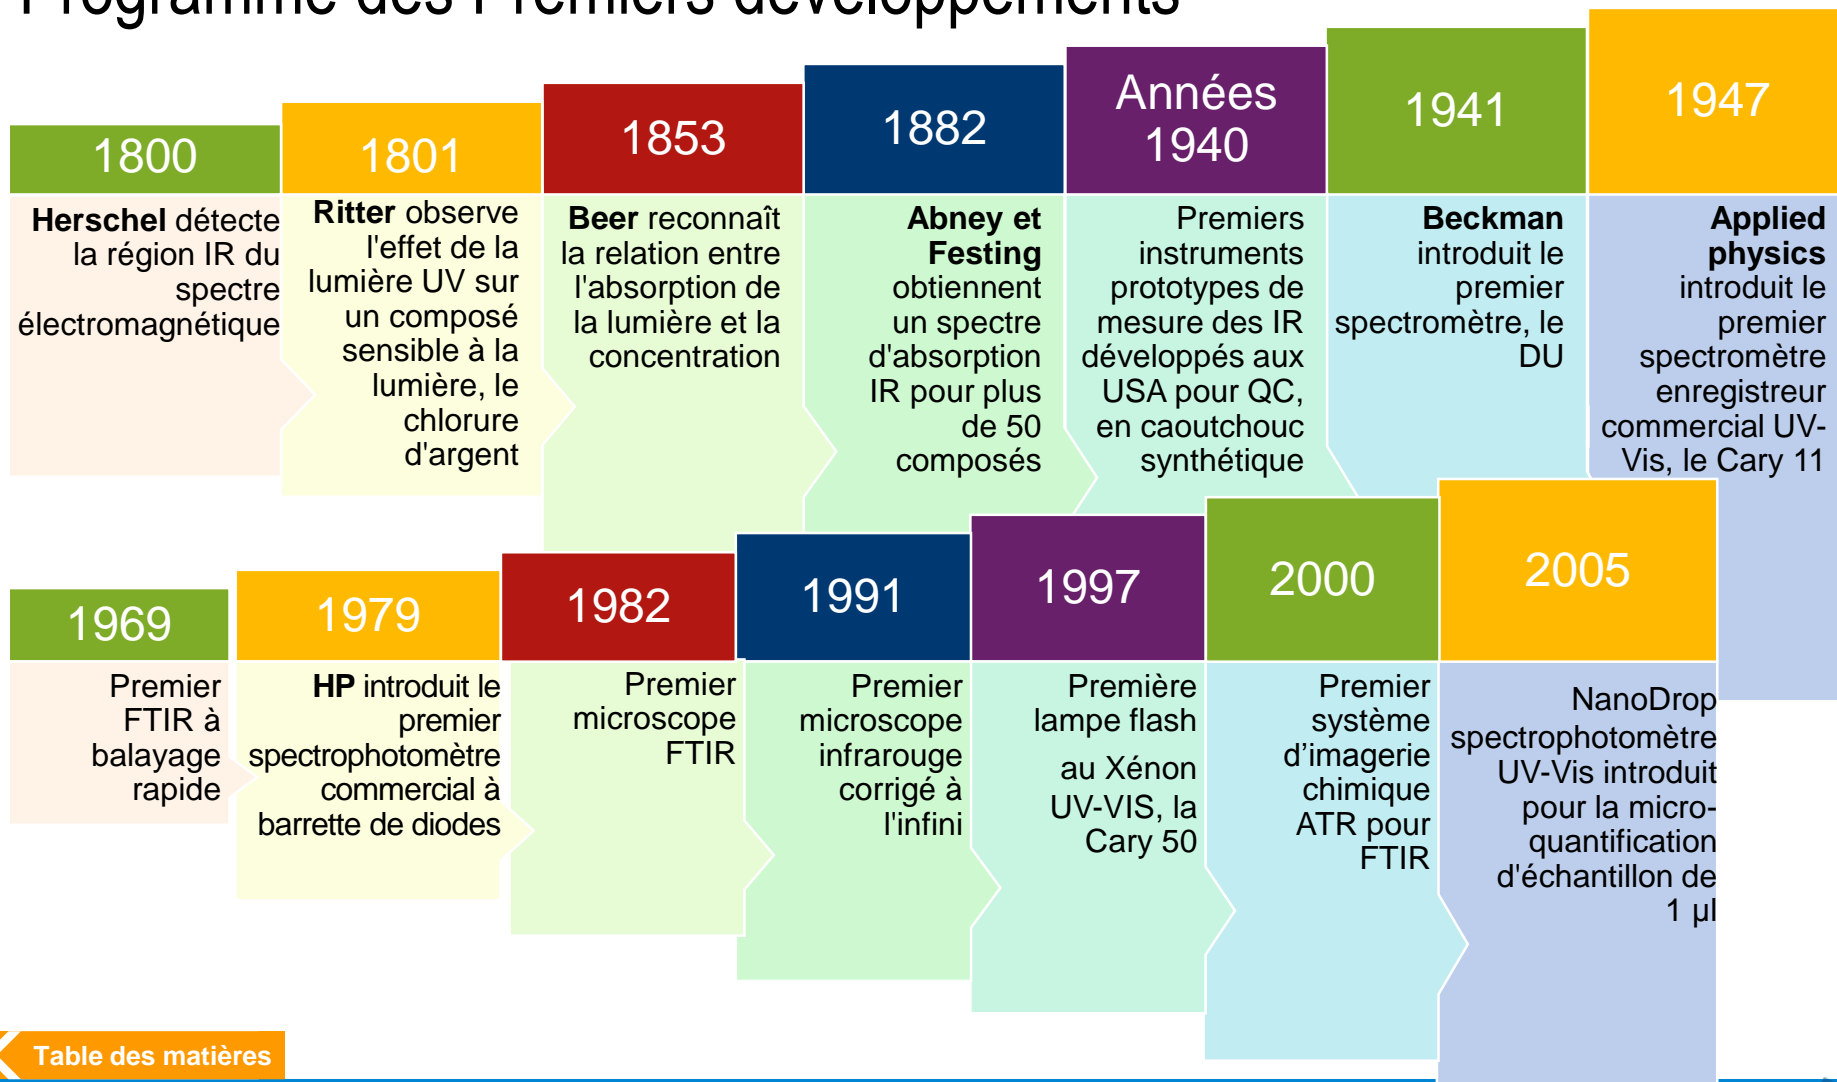 Programme des Premiers développements
1800
Herschel détecte
la région IR du
spectre
électromagnétique
1801
Ritter observe
l'effet de la
lumière UV sur
un composé
sensible à la
lumière, le
chlorure
d'argent
1853
Beer reconnaît
la relation entre
l'absorption de
la lumière et la
concentration
1882
Abney et
Festing
obtiennent
un spectre
d'absorption
IR pour plus
de 50
composés
Années
1940
Premiers
instruments
prototypes de
mesure des IR
développés aux
USA pour QC,
en caoutchouc
synthétique
1941
Beckman
introduit le
premier
spectromètre, le
DU
1947
Applied
physics
introduit le
premier
spectromètre
enregistreur
commercial UV-
Vis, le Cary 11
1969
Premier
FTIR à
balayage
rapide
1979
HP introduit le
premier
spectrophotomètre
commercial à
barrette de diodes
1982
Premier
microscope
FTIR
1991
Premier
microscope
infrarouge
corrigé à
l'infini
1997
Première
lampe flash
au Xénon
UV-VIS, la
Cary 50
2000
Premier
système
d’imagerie
chimique
ATR pour
FTIR
2005
NanoDrop
spectrophotomètre
UV-Vis introduit
pour la micro-
quantification
d'échantillon de
1 µl
Table des matières